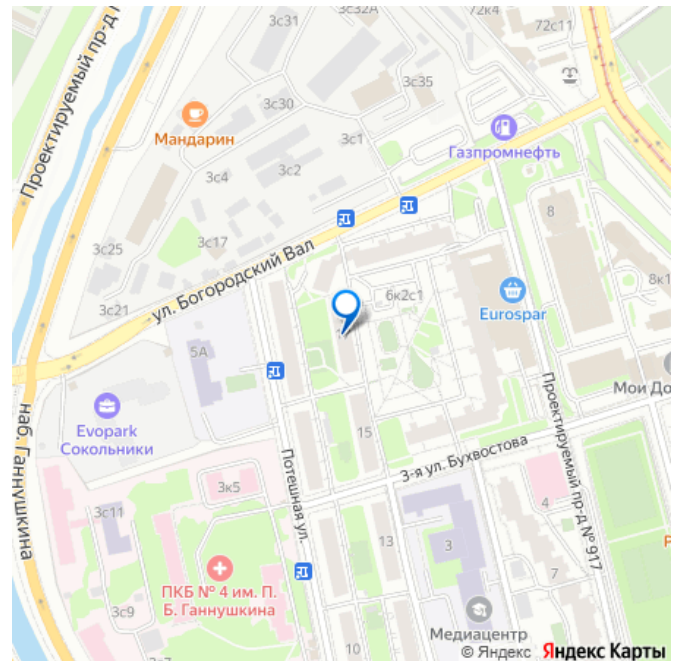 3с32А
72к4
72с11
3с31
Проектируемый пр-д
3с35
3с30
Мандарин
3с1
Газпромнефть
3с4
3с2
8
3с25
3с17
ул. Богородский Вал
8к1
6к2с1
Eurospar
3с21
5А
Мои До
Evopark
Сокольники
наб. Ганнушкина
Потешная ул.
15
3-я ул. Бухвостова
Проектируемый пр-д № 917
3к5
4
3с11
13
3
ПКБ № 4 им. П.
Б. Ганнушкина
7
3с9
10
Медиацентр
© Яндекс Яндекс Карты